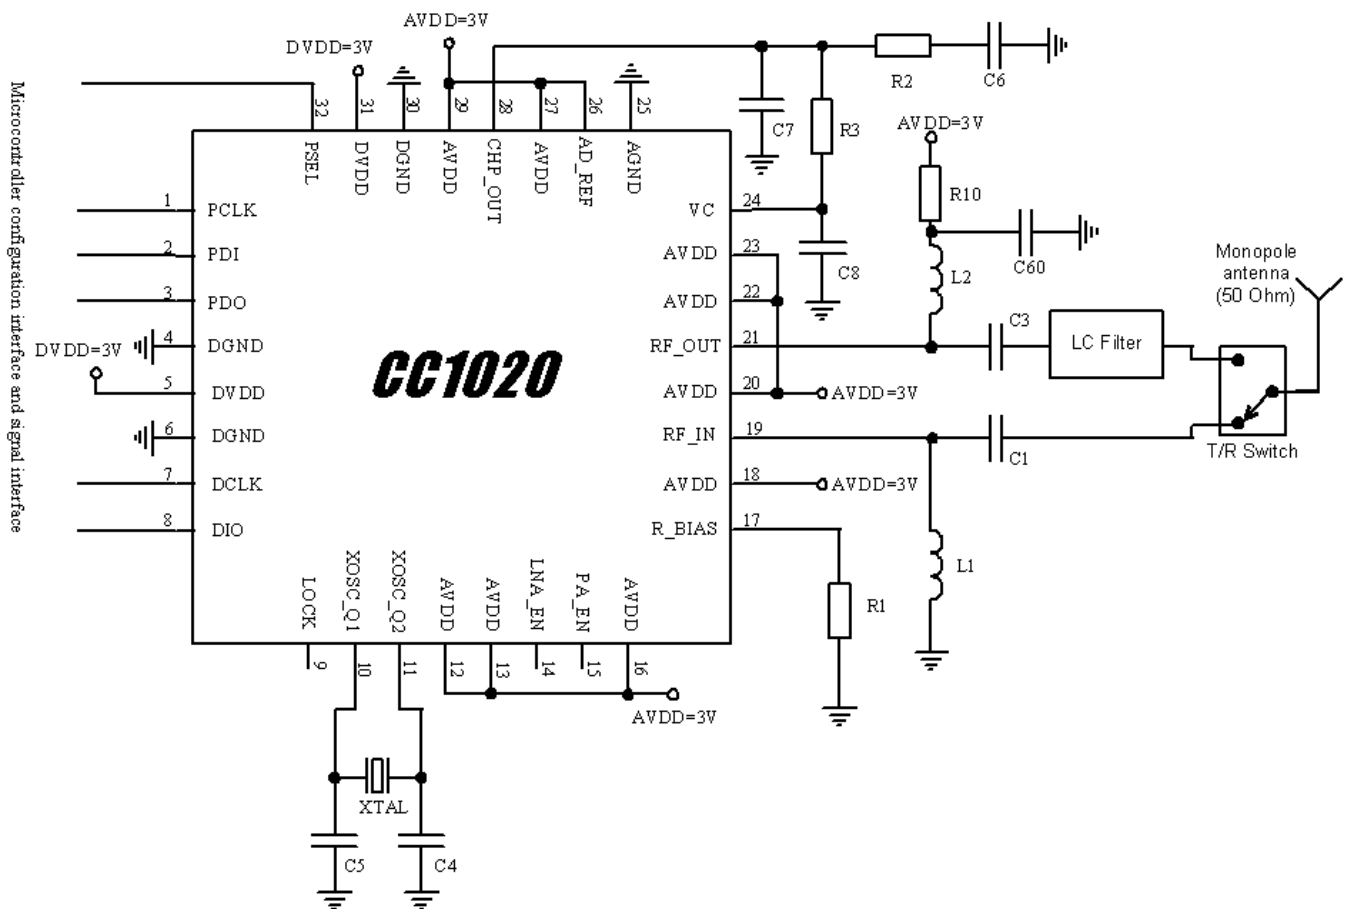 AVDD=3V
DVDD=3V
R2
C6
32
31
30
29
28
27
26
25
C7
R3
AVDD=3V
PSEL
DVDD
DGND
AVDD
CHP_OUT
AVDD
AD_REF
AGND
R10
Microcontroller configuration interface and signal interface
1
PCLK
VC
24
2
PDI
AVDD
23
C8
C60
L2
Monopole
antenna
(50 Ohm)
3
PDO
AVDD
22
DVDD=3V
4
DGND
CC1020
RF_OUT
21
C3
LC Filter
5
DVDD
AVDD
20
AVDD=3V
6
DGND
RF_IN
19
C1
T/R Switch
7
DCLK
AVDD
18
AVDD=3V
8
DIO
R_BIAS
17
L1
R1
LOCK
XOSC_Q1
XOSC_Q2
AVDD
AVDD
LNA_EN
PA_EN
AVDD
9
10
11
12
13
14
15
16
AVDD=3V
XTAL
C5
C4